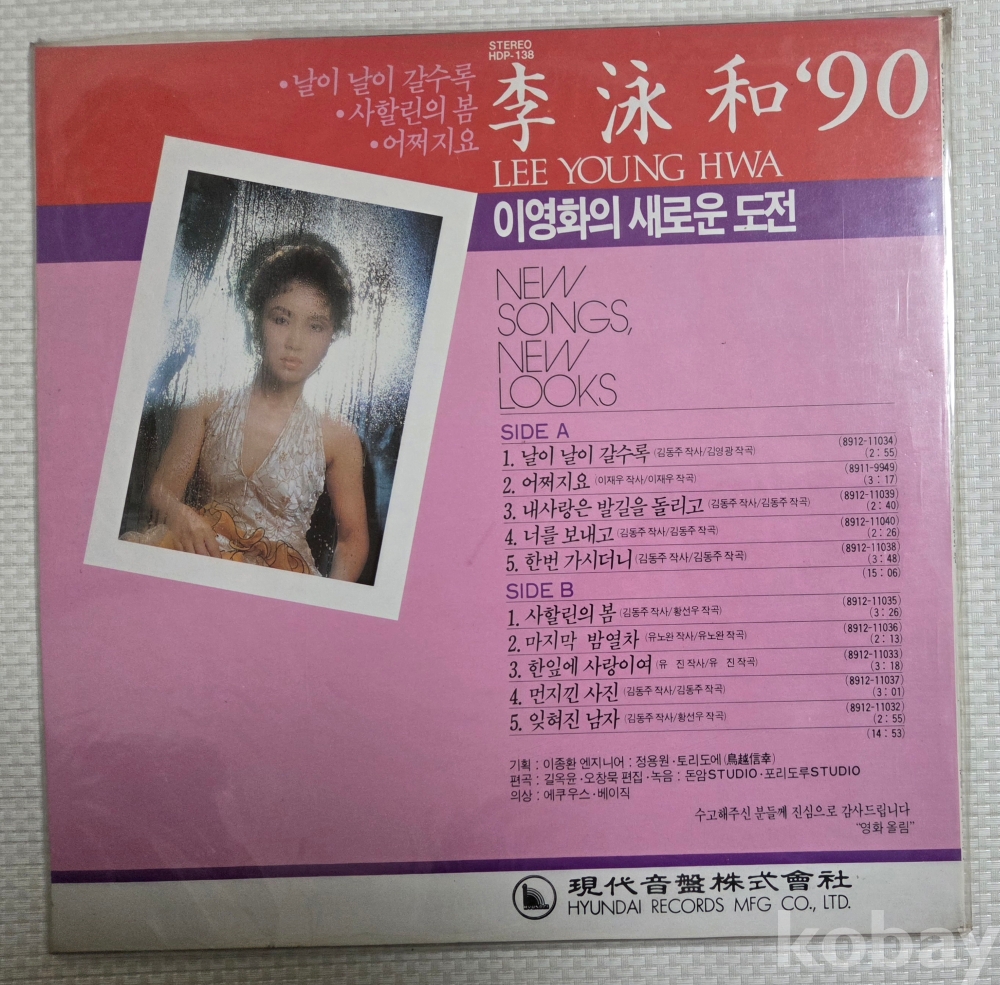 STEREO
HDP-138
• 날이 날이 갈수록
• 사할린의 봄
• 어쩌지요
李 泳 和 '90
LEE YOUNG HWA
이영화의 새로운 도전
NEW
SONGS,
NEW
LOOKS
SIDE A
1. 날이 날이 갈수록 (김동주 작사/김영광 작곡) (8912-11034)
(2 : 55)
2. 어쩌지요 (이재우 작사/이재우 작곡) (8911-9949)
(3 : 17)
3. 내사랑은 발길을 돌리고 (김동주 작사/김동주 작곡) (8912-11039)
(2 : 40)
4. 너를 보내고 (김동주 작사/김동주 작곡) (8912-11040)
(2 : 26)
5. 한번 가시더니 (김동주 작사/김동주 작곡) (8912-11038)
(3 : 48)
(15 : 06)
SIDE B
1. 사할린의 봄 (김동주 작사/황선우 작곡) (8912-11035)
(3 : 26)
2. 마지막 밤열차 (유노완 작사/유노완 작곡) (8912-11036)
(2 : 13)
3. 한잎에 사랑이여 (유 진 작사/유 진 작곡) (8912-11033)
(3 : 18)
4. 먼지낀 사진 (김동주 작사/김동주 작곡) (8912-11037)
(3 : 01)
5. 잊혀진 남자 (김동주 작사/황선우 작곡) (8912-11032)
(2 : 55)
(14 : 53)
기획 : 이종환 엔지니어 : 정용원·토리도에 (鳥越信幸)
편곡 : 길옥윤·오창묵 편집·녹음 : 돈암STUDIO·포리도루STUDIO
의상 : 에쿠우스·베이직
수고해주신 분들께 진심으로 감사드립니다
"영화 올림"
現代音盤株式會社
HYUNDAI RECORDS MFG CO., LTD.
kobay